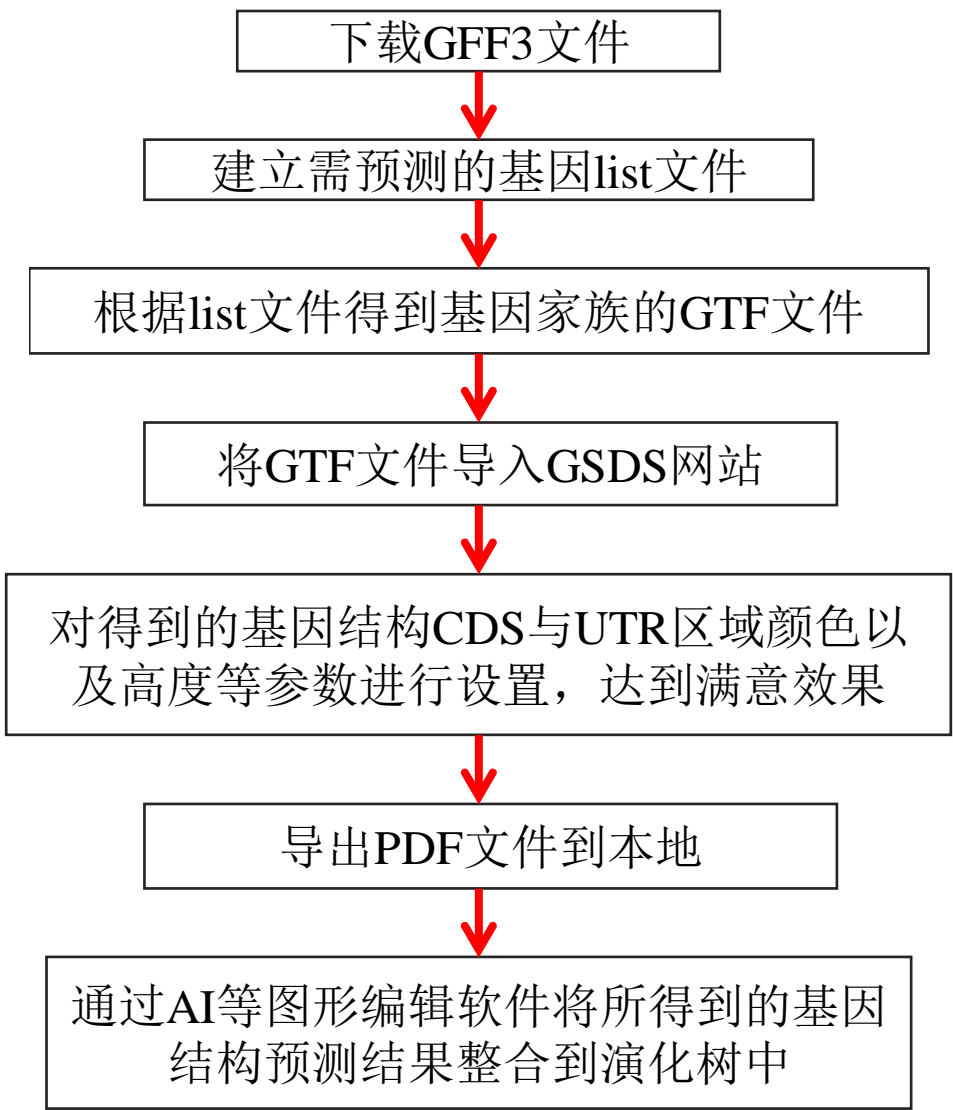 下载GFF3文件
建立需预测的基因list文件
根据list文件得到基因家族的GTF文件
将GTF文件导入GSDS网站
对得到的基因结构CDS与UTR区域颜色以
及高度等参数进行设置，达到满意效果
导出PDF文件到本地
通过AI等图形编辑软件将所得到的基因
结构预测结果整合到演化树中